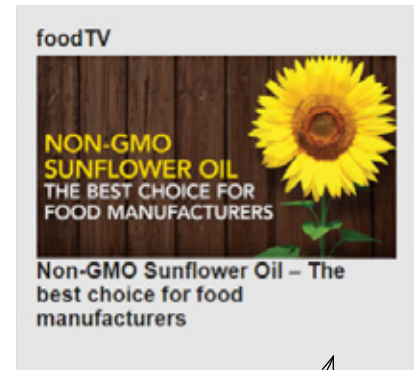 foodTV
NON-GMO
SUNFLOWER OIL
THE BEST CHOICE FOR
FOOD MANUFACTURERS
Non-GMO Sunflower Oil – The
best choice for food
manufacturers